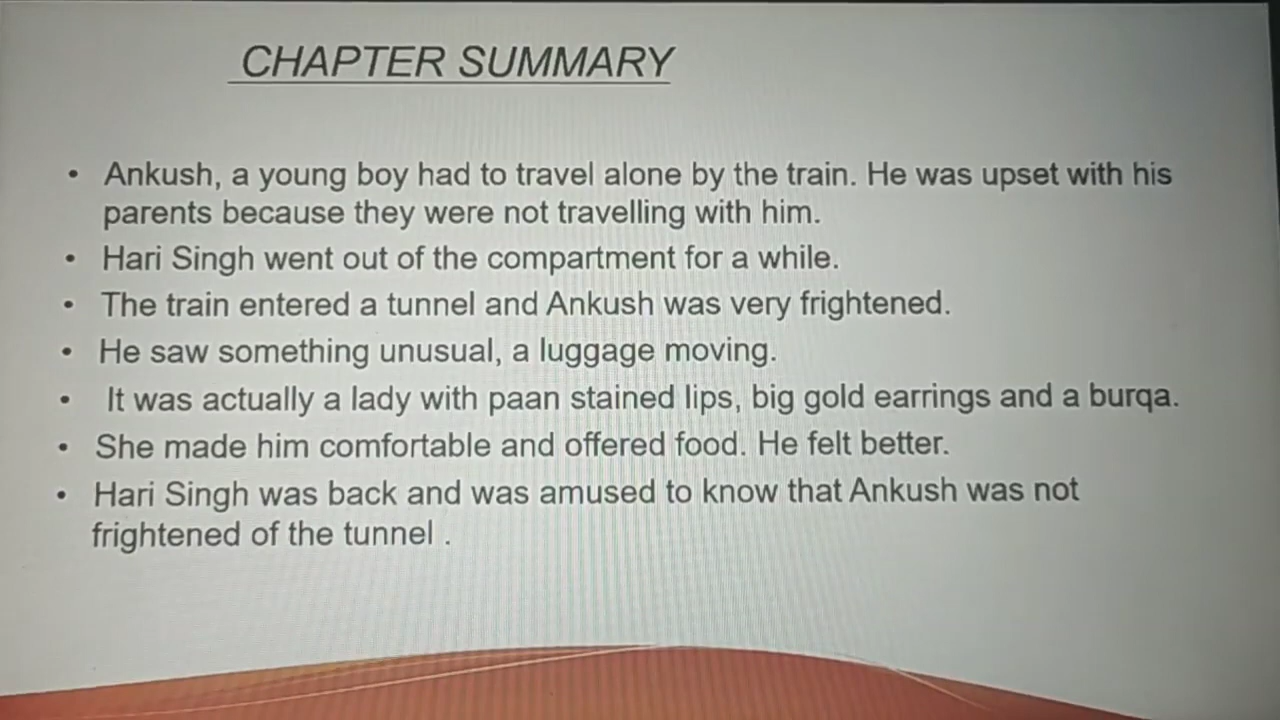 CHAPTER SUMMARY
• Ankush, a young boy had to travel alone by the train. He was upset with his
parents because they were not travelling with him.
• Hari Singh went out of the compartment for a while.
• The train entered a tunnel and Ankush was very frightened.
• He saw something unusual, a luggage moving.
• It was actually a lady with paan stained lips, big gold earrings and a burqa.
• She made him comfortable and offered food. He felt better.
• Hari Singh was back and was amused to know that Ankush was not
frightened of the tunnel .